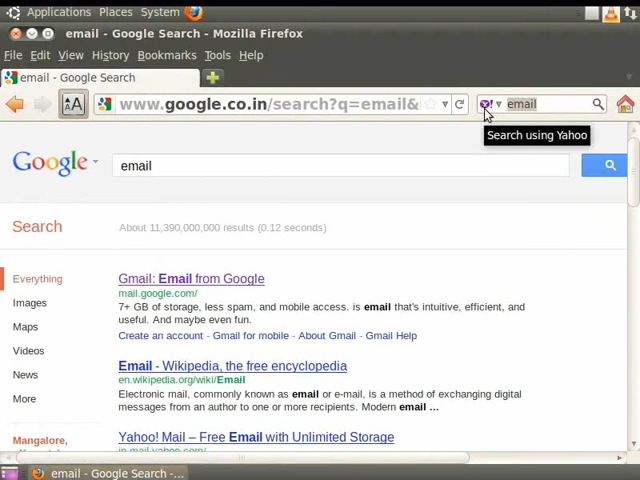 Applications Places System
email - Google Search - Mozilla Firefox
File Edit View History Bookmarks Tools Help
email - Google Search
AA www.google.co.in/search?q=email& Y! email
Search using Yahoo
Google email
Search About 11,390,000,000 results (0.12 seconds)
Everything
Images
Maps
Videos
News
More
Mangalore,
Gmail: Email from Google
mail.google.com/
7+ GB of storage, less spam, and mobile access. is email that's intuitive, efficient, and
useful. And maybe even fun.
Create an account - Gmail for mobile - About Gmail - Gmail Help
Email - Wikipedia, the free encyclopedia
en.wikipedia.org/wiki/Email
Electronic mail, commonly known as email or e-mail, is a method of exchanging digital
messages from an author to one or more recipients. Modern email ...
Yahoo! Mail – Free Email with Unlimited Storage
in.mail.yahoo.com/
email - Google Search -...